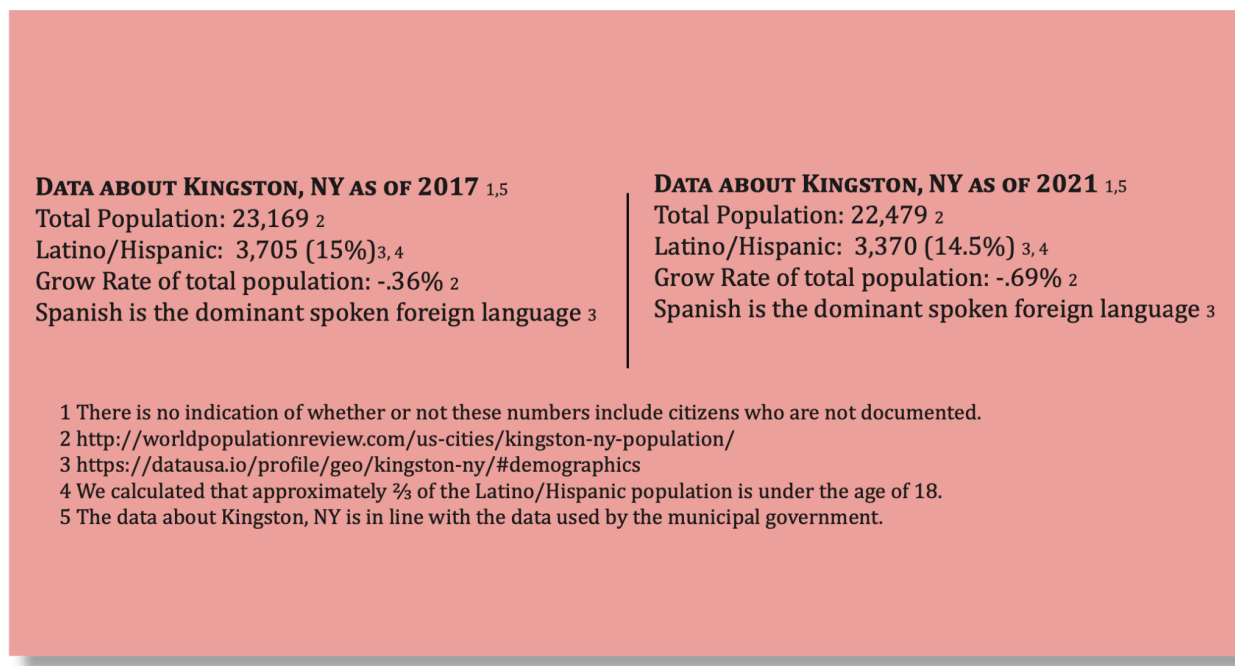 DATA ABOUT KINGSTON, NY AS OF 2017 1,5
Total Population: 23,169 2
Latino/Hispanic:  3,705 (15%)3, 4
Grow Rate of total population: -.36% 2
Spanish is the dominant spoken foreign language 3
DATA ABOUT KINGSTON, NY AS OF 2021 1,5
Total Population: 22,479 2
Latino/Hispanic:  3,370 (14.5%) 3, 4
Grow Rate of total population: -.69% 2
Spanish is the dominant spoken foreign language 3
1 There is no indication of whether or not these numbers include citizens who are not documented.
2 http://worldpopulationreview.com/us-cities/kingston-ny-population/
3 https://datausa.io/profile/geo/kingston-ny/#demographics
4 We calculated that approximately ⅔ of the Latino/Hispanic population is under the age of 18.
5 The data about Kingston, NY is in line with the data used by the municipal government.